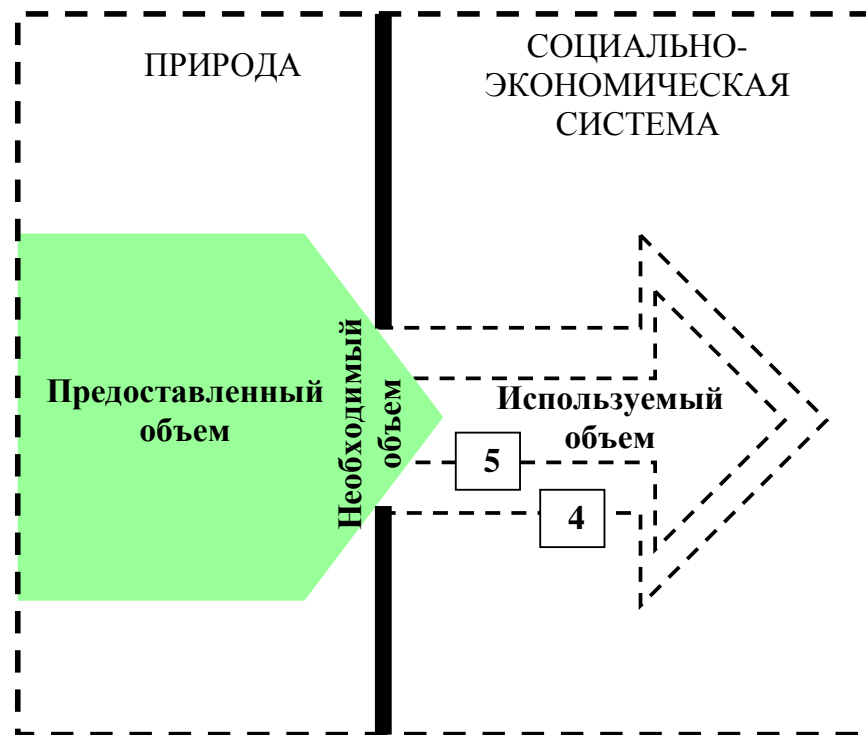 ПРИРОДА
СОЦИАЛЬНО-
ЭКОНОМИЧЕСКАЯ
СИСТЕМА
Предоставленный
объем
Необходимый
объем
Используемый
объем
5
4